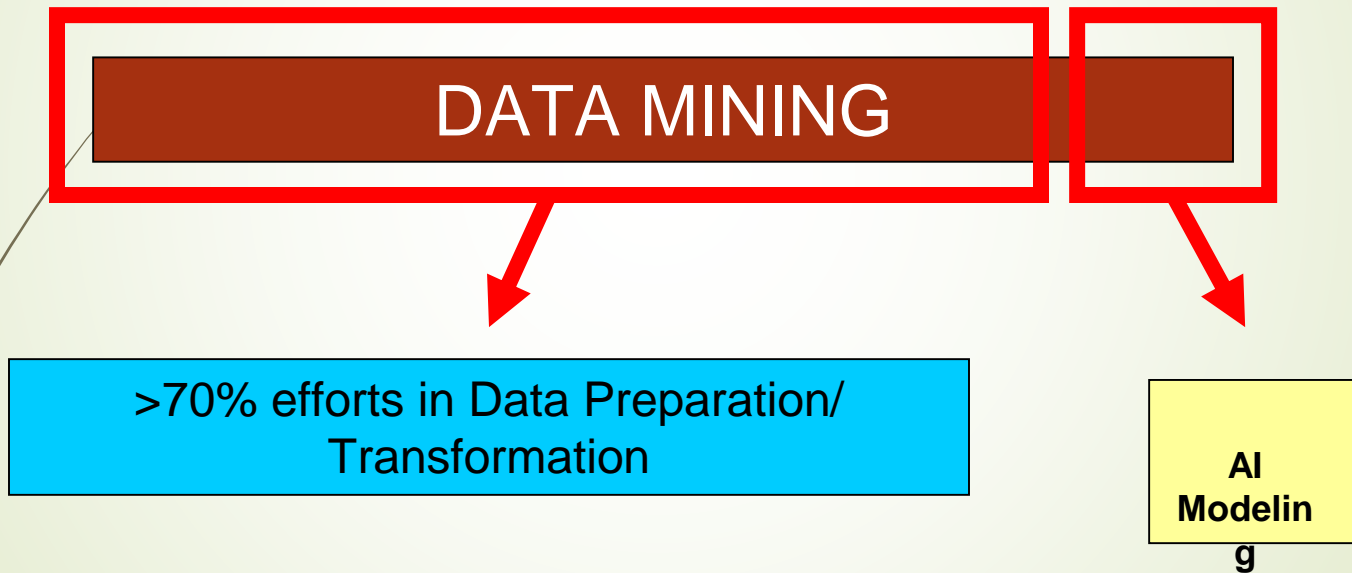 DATA MINING
>70% efforts in Data Preparation/
Transformation
AI
Modelin
g